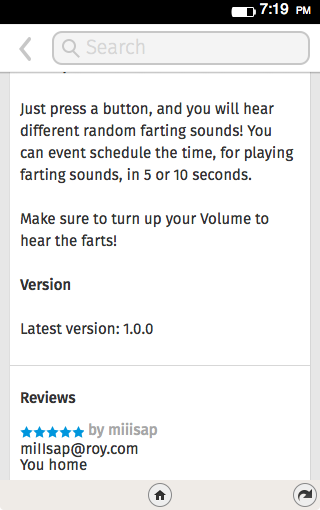 7:19 PM
Search
Just press a button, and you will hear
different random farting sounds! You
can event schedule the time, for playing
farting sounds, in 5 or 10 seconds.
Make sure to turn up your Volume to
hear the farts!
Version
Latest version: 1.0.0
Reviews
by miiisap
millsap@roy.com
You home